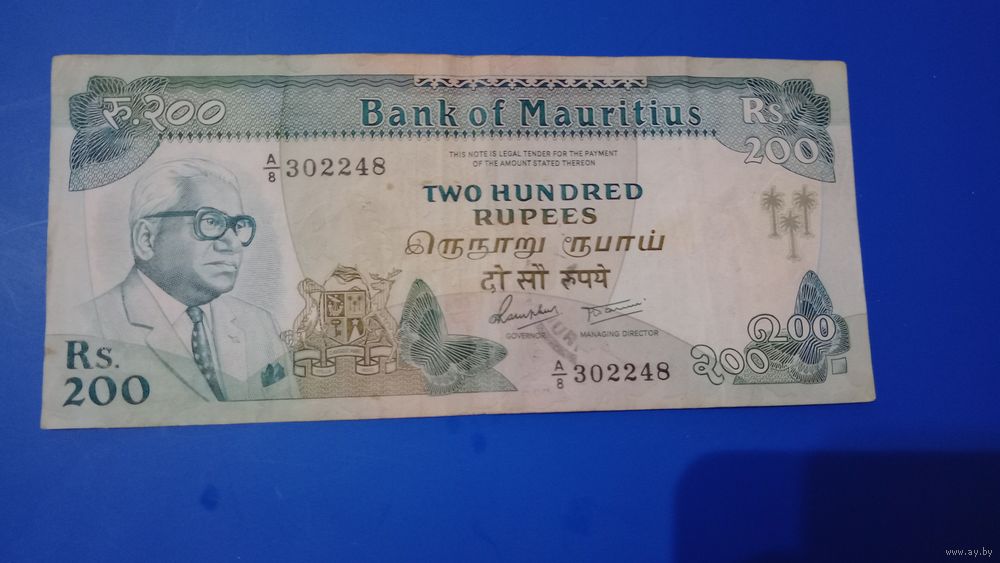 रु.२००
Bank of Mauritius
Rs.
200
A/8 302248
THIS NOTE IS LEGAL TENDER FOR THE PAYMENT
OF THE AMOUNT STATED THEREON
TWO HUNDRED
RUPEES
இருநூறு ரூபாய்
दो सौ रुपये
GOVERNOR
MANAGING DIRECTOR
Rs.
200
A/8 302248
२००
www.ay.by